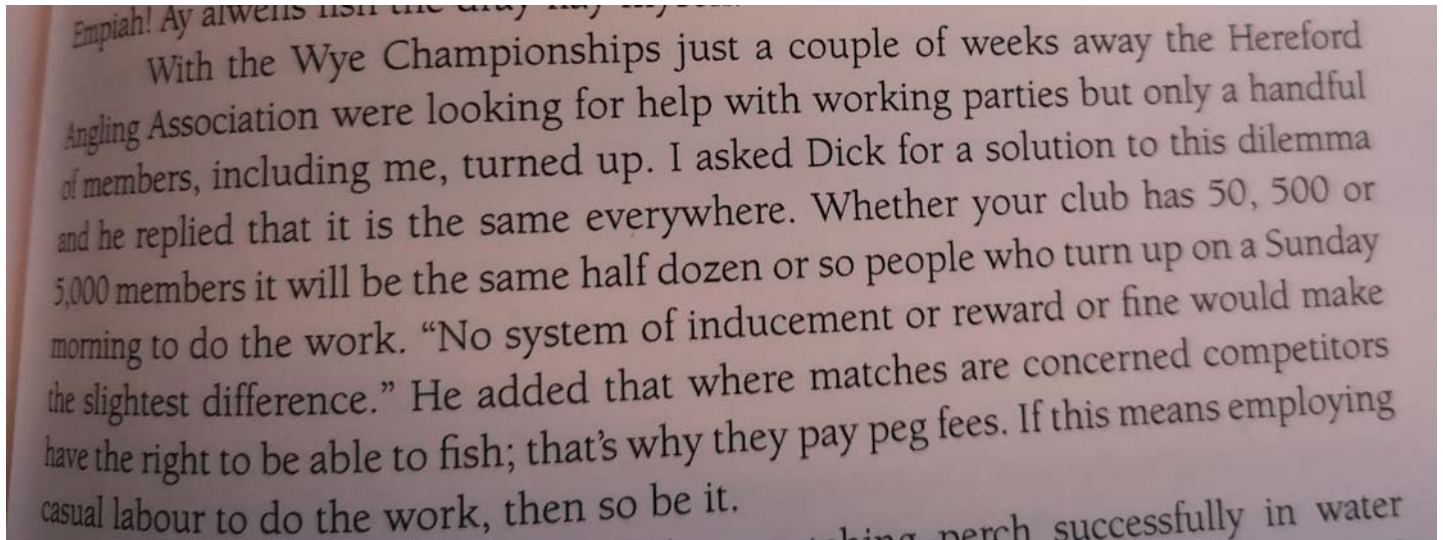 Empiah! Ay alwens fish the dray
With the Wye Championships just a couple of weeks away the Hereford
Angling Association were looking for help with working parties but only a handful
of members, including me, turned up. I asked Dick for a solution to this dilemma
and he replied that it is the same everywhere. Whether your club has 50, 500 or
5,000 members it will be the same half dozen or so people who turn up on a Sunday
morning to do the work. “No system of inducement or reward or fine would make
the slightest difference.” He added that where matches are concerned competitors
have the right to be able to fish; that’s why they pay peg fees. If this means employing
casual labour to do the work, then so be it.
perch successfully in water